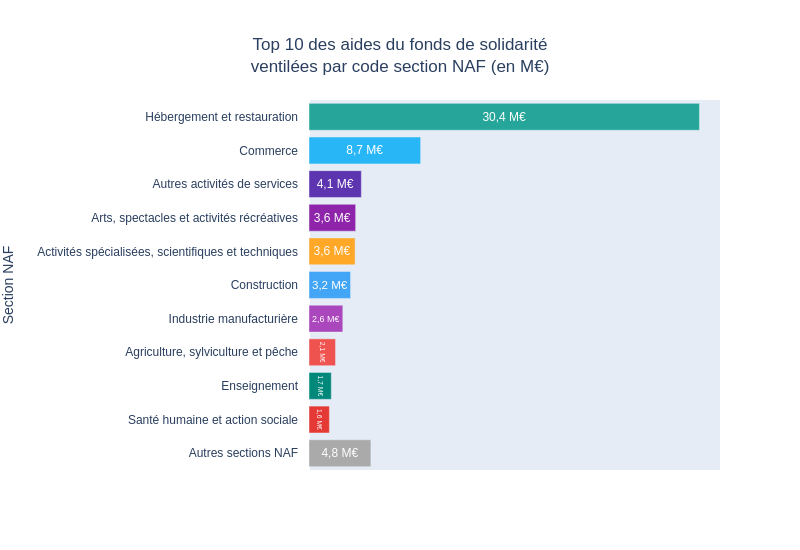 Top 10 des aides du fonds de solidarité
ventilées par code section NAF (en M€)
Section NAF
Hébergement et restauration 30,4 M€
Commerce 8,7 M€
Autres activités de services 4,1 M€
Arts, spectacles et activités récréatives 3,6 M€
Activités spécialisées, scientifiques et techniques 3,6 M€
Construction 3,2 M€
Industrie manufacturière 2,6 M€
Agriculture, sylviculture et pêche 2,1 M€
Enseignement 1,7 M€
Santé humaine et action sociale 1,6 M€
Autres sections NAF 4,8 M€